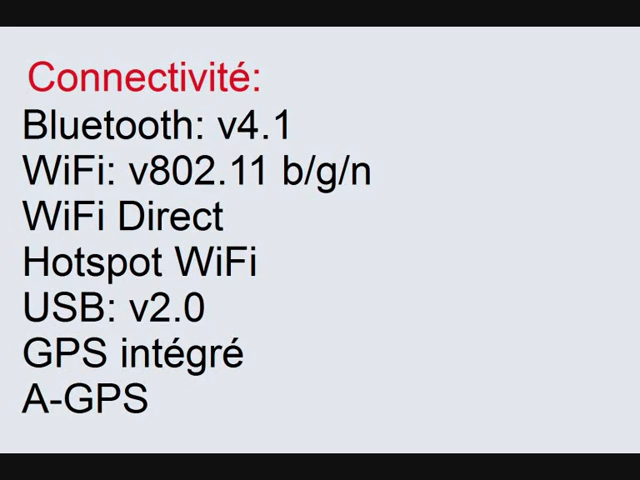 Connectivité:
Bluetooth: v4.1
WiFi: v802.11 b/g/n
WiFi Direct
Hotspot WiFi
USB: v2.0
GPS intégré
A-GPS